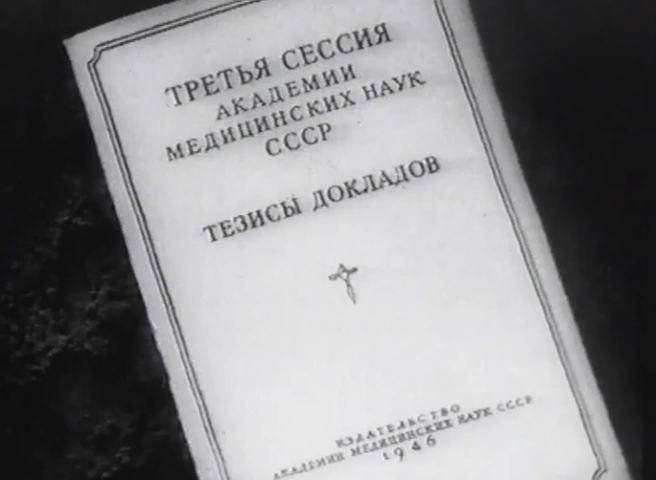 ТРЕТЬЯ СЕССИЯ
АКАДЕМИИ
МЕДИЦИНСКИХ НАУК
СССР
ТЕЗИСЫ ДОКЛАДОВ
ИЗДАТЕЛЬСТВО
АКАДЕМИИ МЕДИЦИНСКИХ НАУК СССР
1946